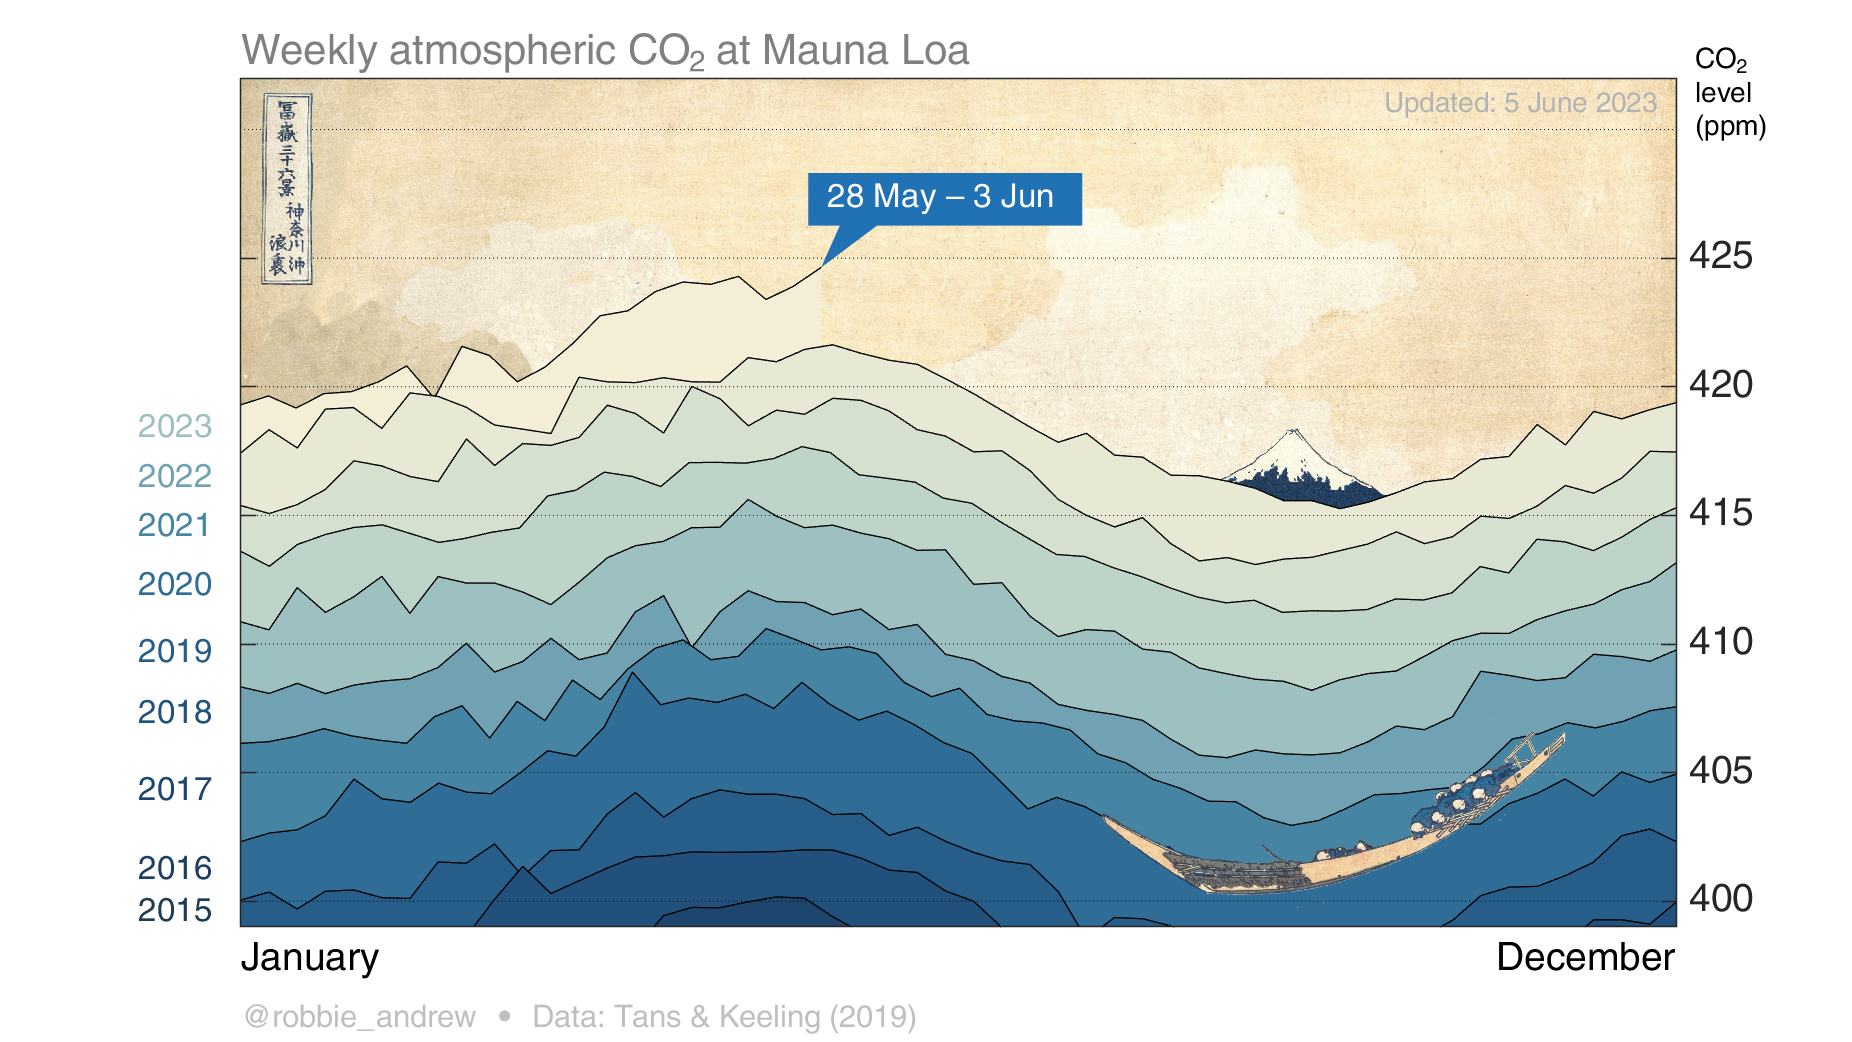 Weekly atmospheric CO₂ at Mauna Loa
CO₂
level
(ppm)
Updated: 5 June 2023
冨嶽三十六景
神奈川沖
浪裏
28 May – 3 Jun
425
420
415
410
405
400
2023
2022
2021
2020
2019
2018
2017
2016
2015
January
December
@robbie_andrew • Data: Tans & Keeling (2019)